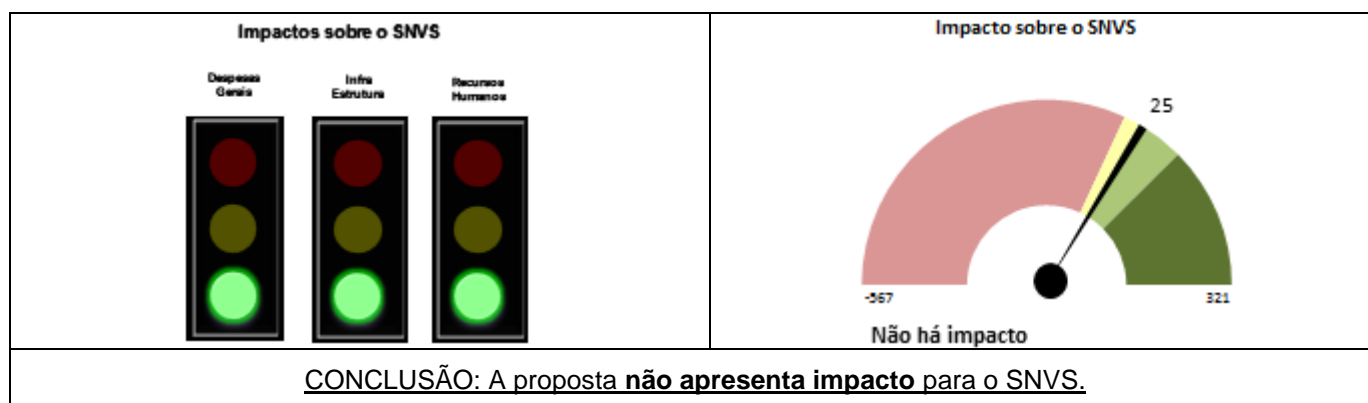 Impactos sobre o SNVS
Despesas
Gerais
Infra
Estrutura
Recursos
Humanos
Impacto sobre o SNVS
25
-567
321
Não há impacto
CONCLUSÃO: A proposta não apresenta impacto para o SNVS.